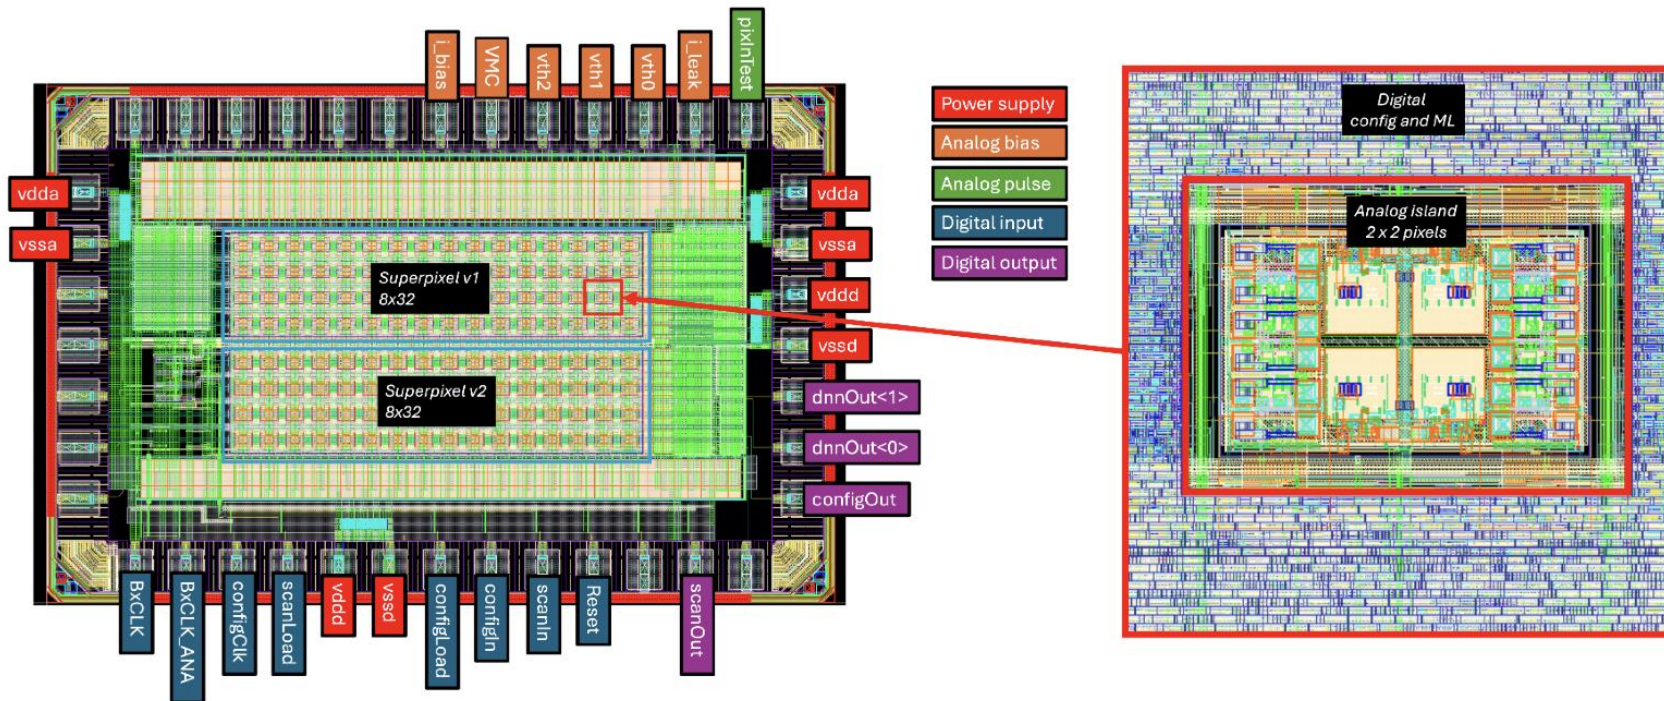 i_bias
VMC
vth2
vth1
vth0
i_leak
pixInTest
vdda
vssa
vdda
vssa
vddd
vssd
dnnOut<1>
dnnOut<0>
configOut
Superpixel v1
8x32
Superpixel v2
8x32
BxCLK
BxCLK_ANA
configClk
scanLoad
vddd
vssd
configLoad
configIn
scanIn
Reset
scanOut
Power supply
Analog bias
Analog pulse
Digital input
Digital output
Digital
config and ML
Analog island
2 x 2 pixels